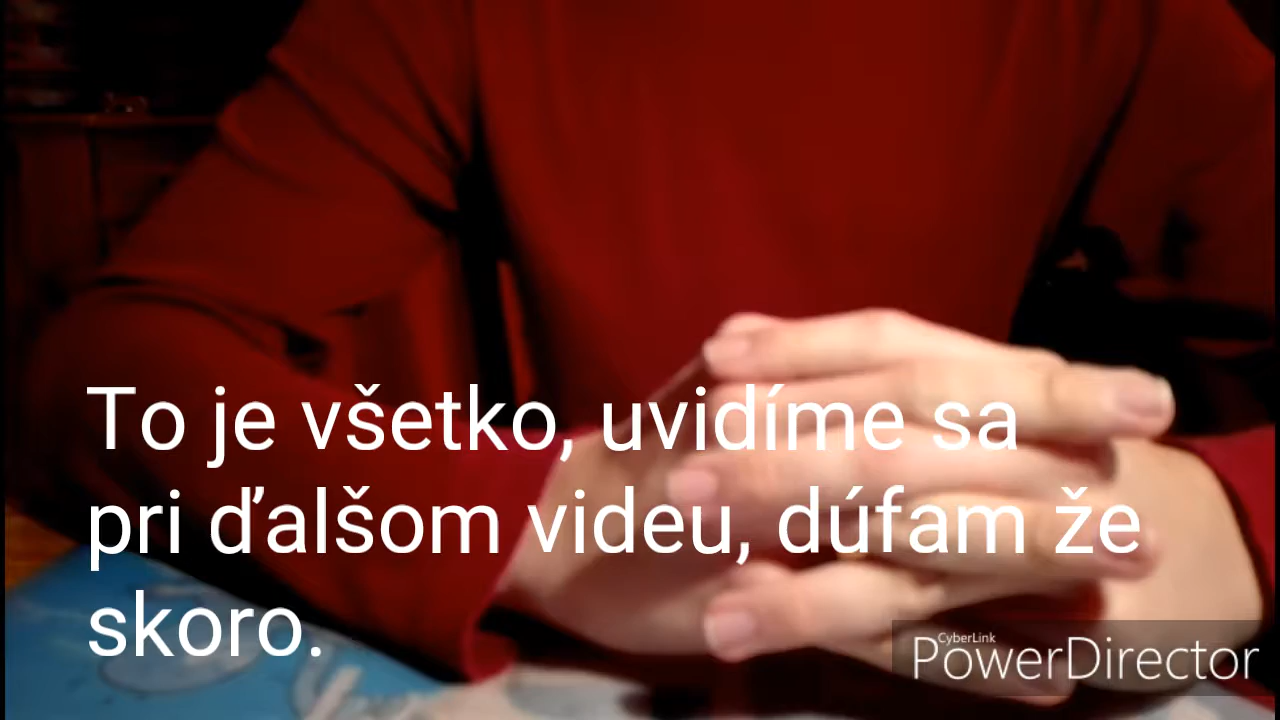 To je všetko, uvidíme sa
pri ďalšom videu, dúfam že
skoro.
CyberLink
PowerDirector